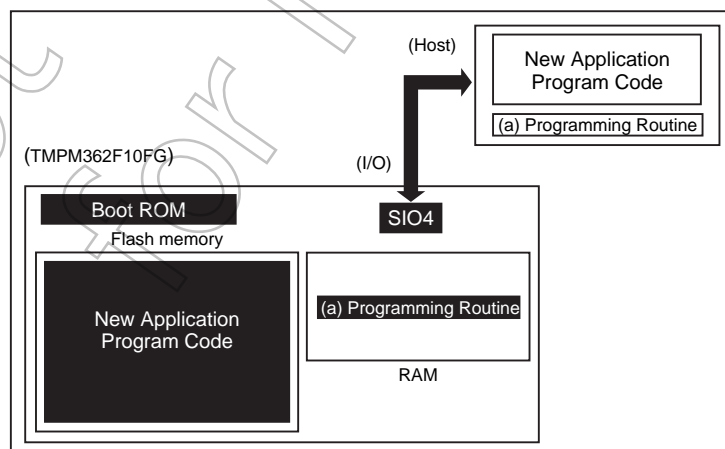 (Host)
New Application
Program Code
(a) Programming Routine
(TMPM362F10FG)
(I/O)
Boot ROM
SIO4
Flash memory
New Application
Program Code
(a) Programming Routine
RAM